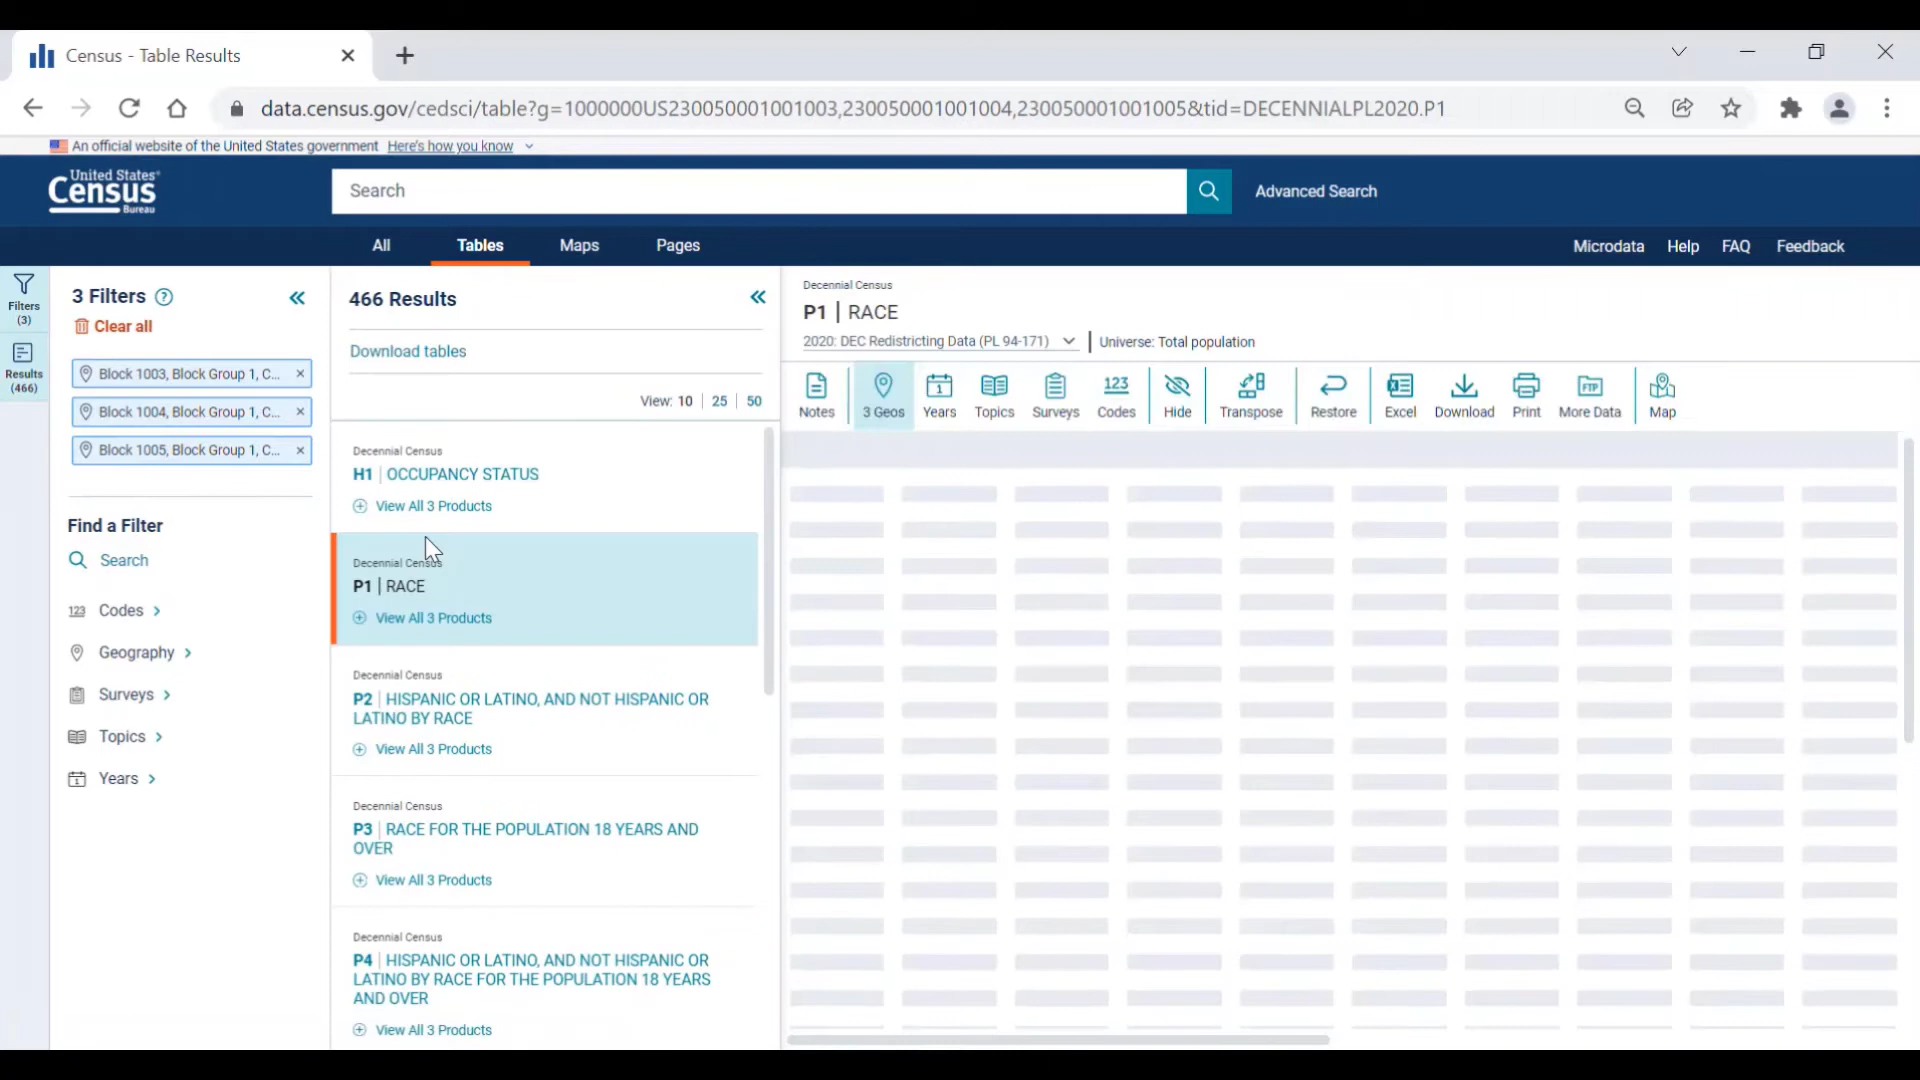 Census - Table Results
data.census.gov/cedsci/table?g=1000000US230050001001003,230050001001004,230050001001005&tid=DECENNIALPL2020.P1
An official website of the United States government Here's how you know
United States®
Census
Bureau
Search
Advanced Search
All Tables Maps Pages
Microdata Help FAQ Feedback
Filters
(3)
Results
(466)
3 Filters
Clear all
Block 1003, Block Group 1, C...
Block 1004, Block Group 1, C...
Block 1005, Block Group 1, C...
Find a Filter
Search
123 Codes
Geography
Surveys
Topics
Years
466 Results
Download tables
View: 10 | 25 | 50
Decennial Census
H1 | OCCUPANCY STATUS
View All 3 Products
Decennial Census
P1 | RACE
View All 3 Products
Decennial Census
P2 | HISPANIC OR LATINO, AND NOT HISPANIC OR
LATINO BY RACE
View All 3 Products
Decennial Census
P3 | RACE FOR THE POPULATION 18 YEARS AND
OVER
View All 3 Products
Decennial Census
P4 | HISPANIC OR LATINO, AND NOT HISPANIC OR
LATINO BY RACE FOR THE POPULATION 18 YEARS
AND OVER
View All 3 Products
Decennial Census
P1 | RACE
2020: DEC Redistricting Data (PL 94-171) | Universe: Total population
1 123 FTP
Notes 3 Geos Years Topics Surveys Codes Hide Transpose Restore Excel Download Print More Data Map